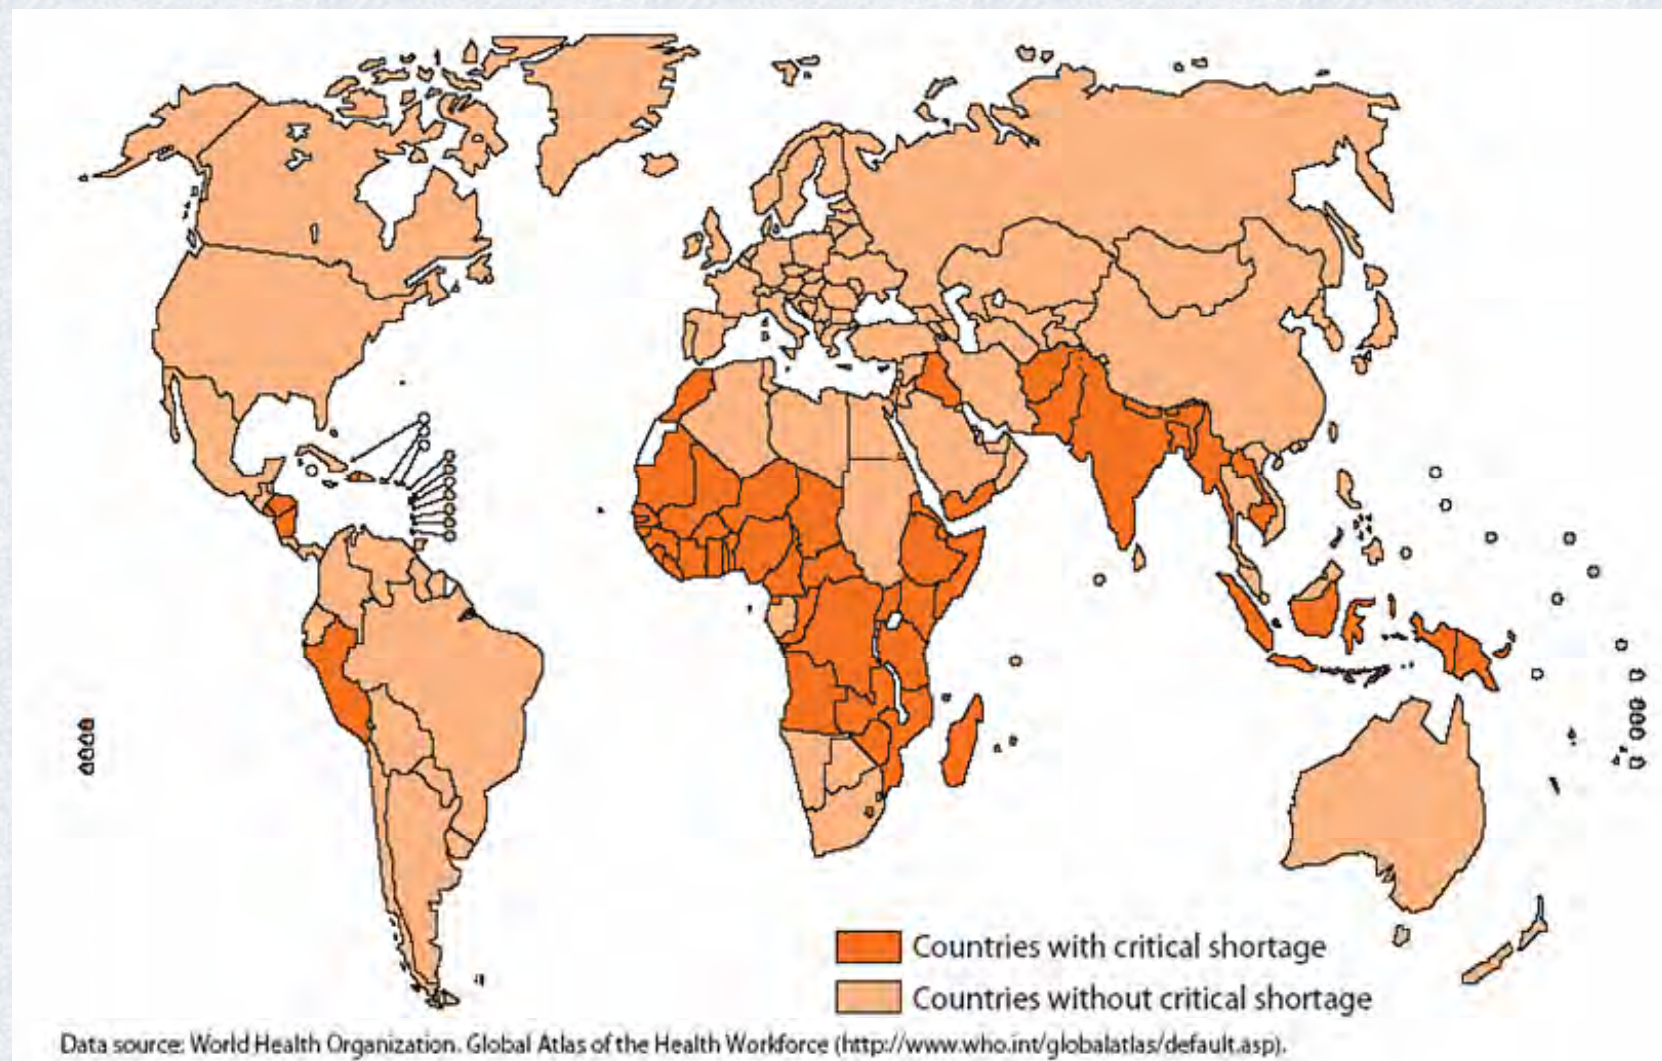 Countries with critical shortage
Countries without critical shortage
Data source: World Health Organization. Global Atlas of the Health Workforce (http://www.who.int/globalatlas/default.asp).